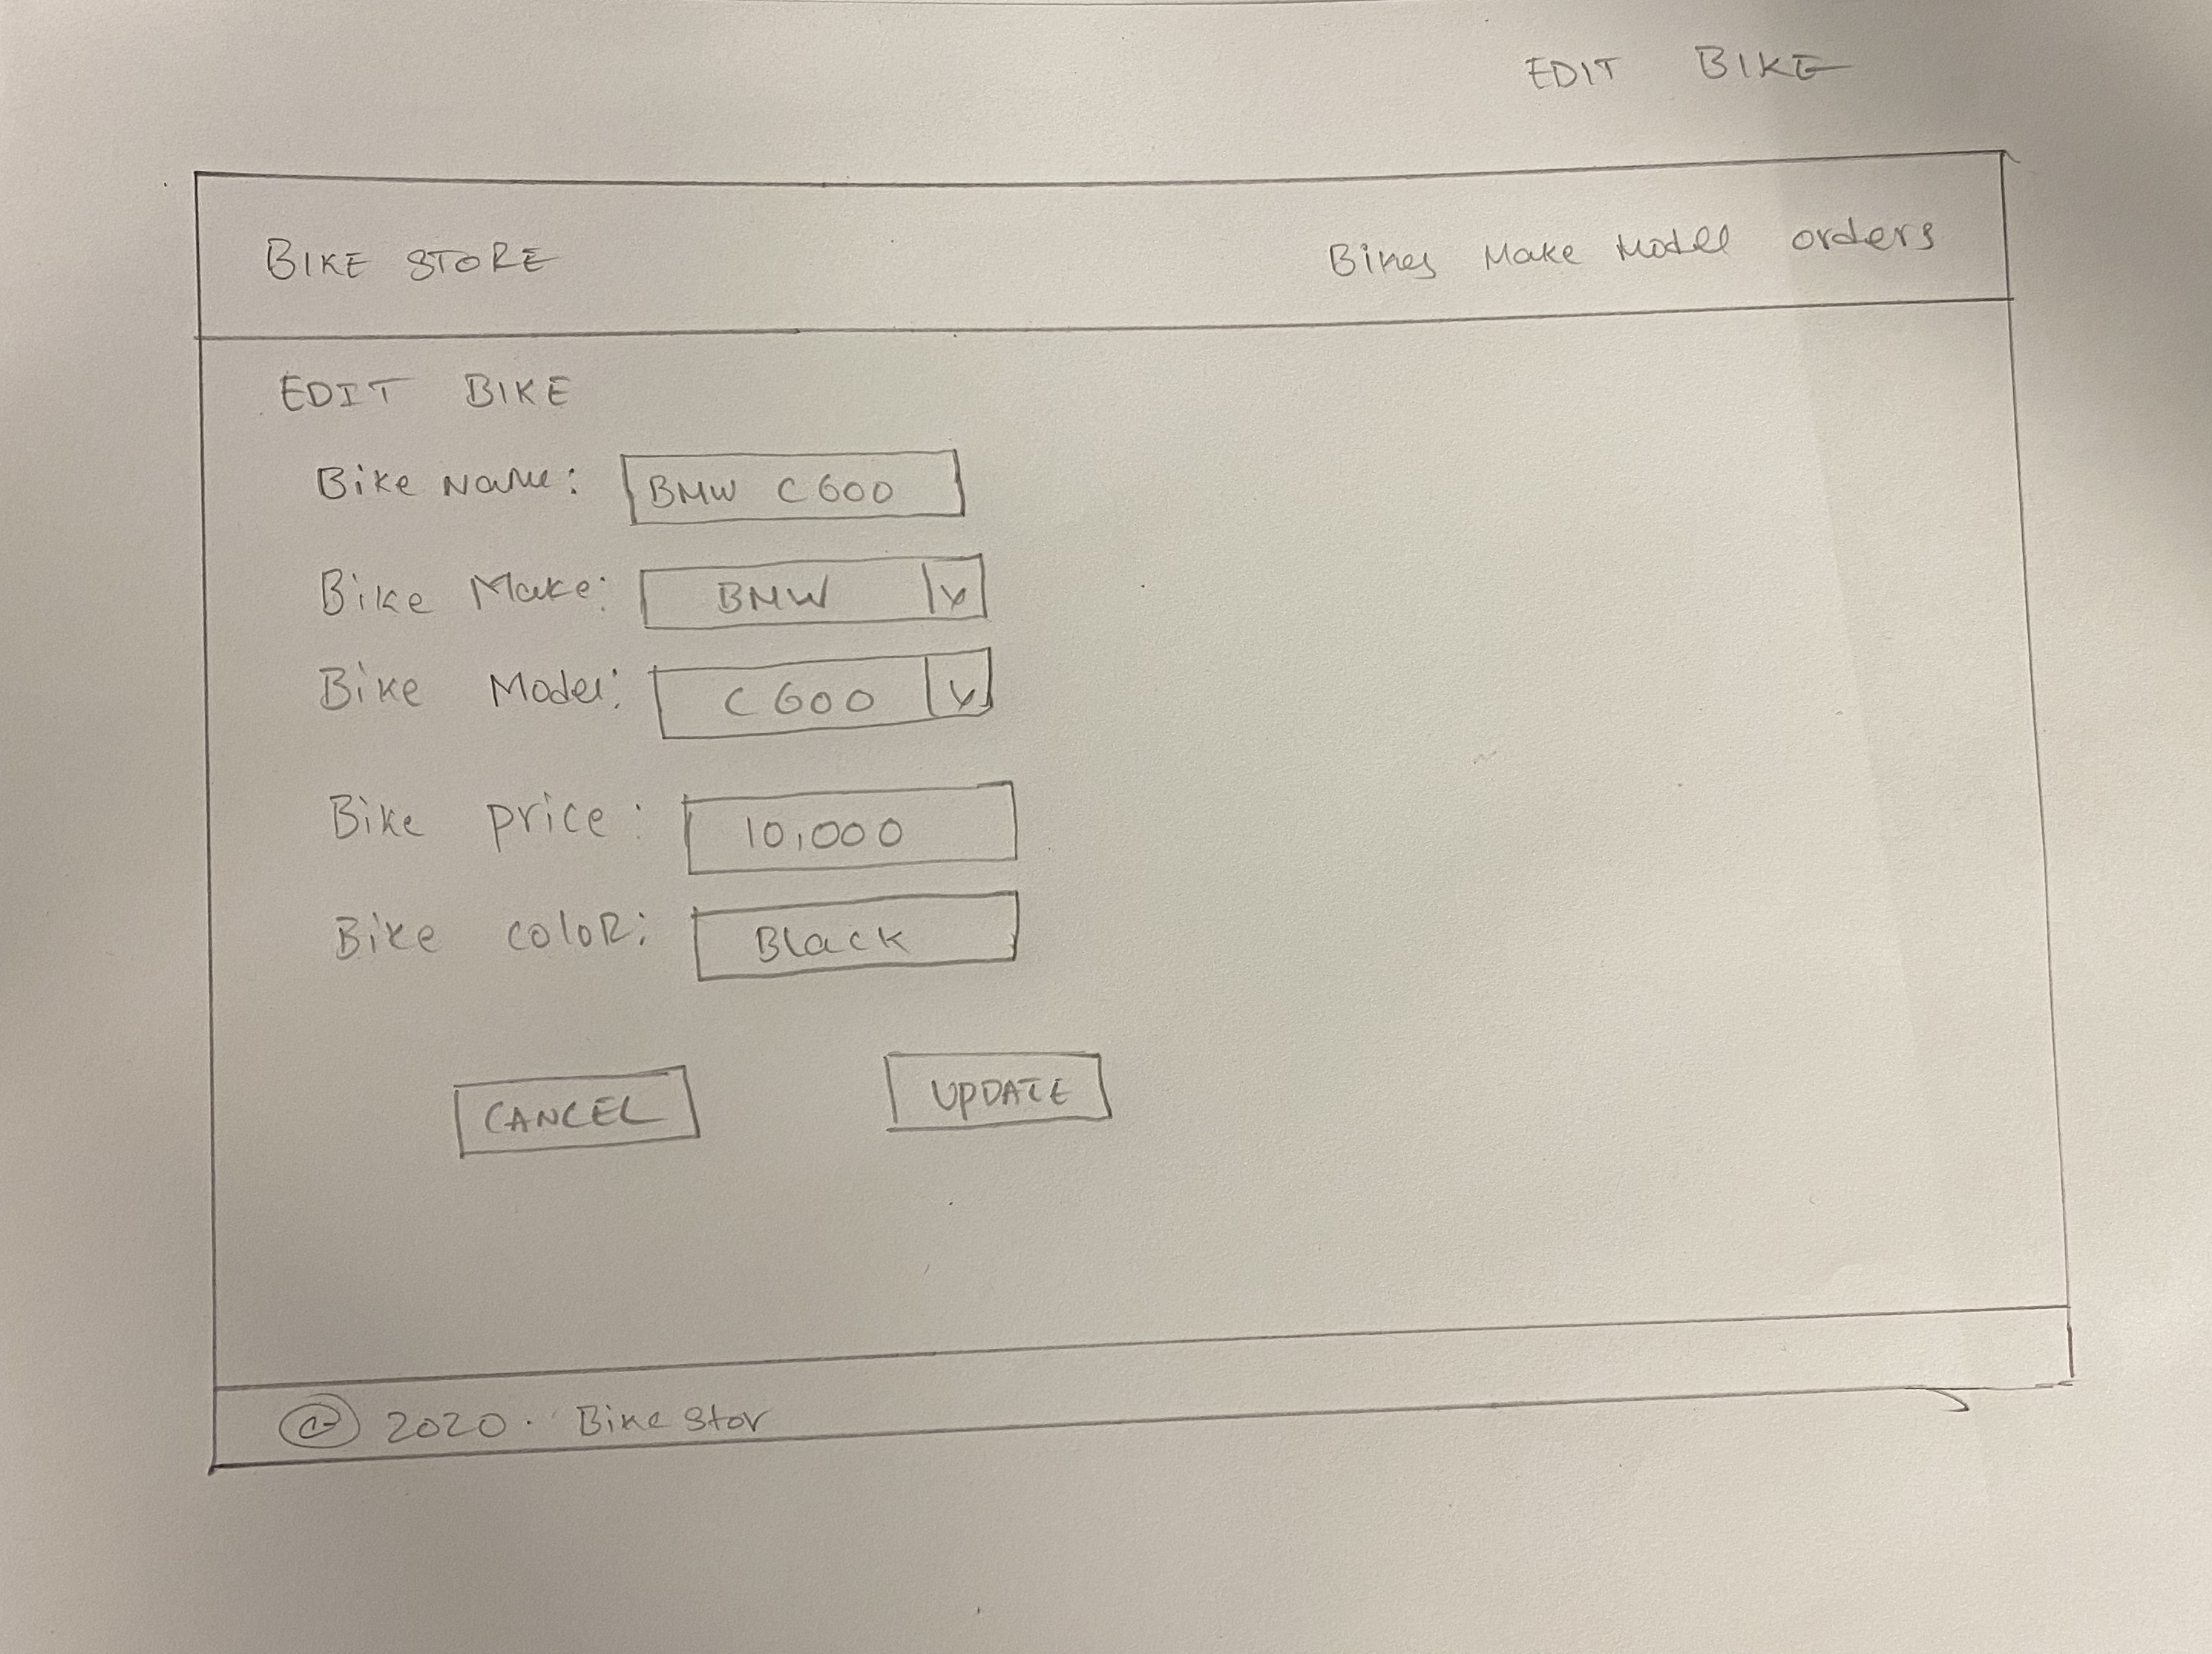 EDIT BIKE
BIKE STORE Bikes Make Model orders
EDIT BIKE
Bike Name: BMW C600
Bike Make: BMW
Bike Model: C600
Bike price: 10,000
Bike coloR: Black
CANCEL UPDATE
© 2020. Bike Stor